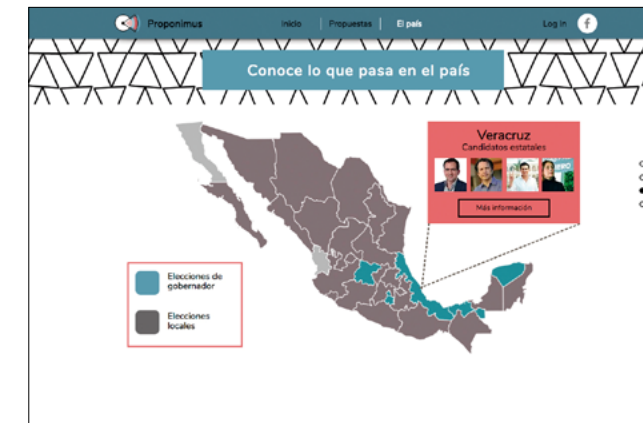 Proponimus
Inicio
Propuestas
El país
Log In
f
Conoce lo que pasa en el país
Veracruz
Candidatos estatales
Más información
Elecciones de
gobernador
Elecciones
locales